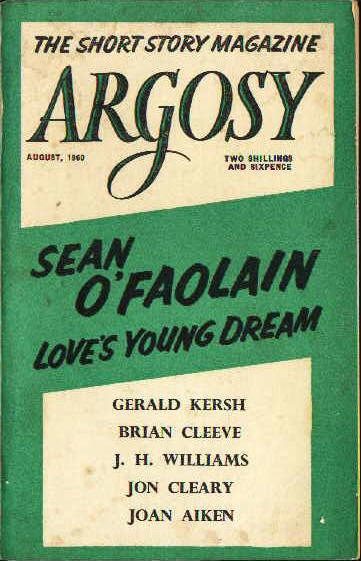 THE SHORT STORY MAGAZINE
ARGOSY
AUGUST, 1960
TWO SHILLINGS
AND SIXPENCE
SEAN
O'FAOLAIN
LOVE'S YOUNG DREAM
GERALD KERSH
BRIAN CLEEVE
J. H. WILLIAMS
JON CLEARY
JOAN AIKEN